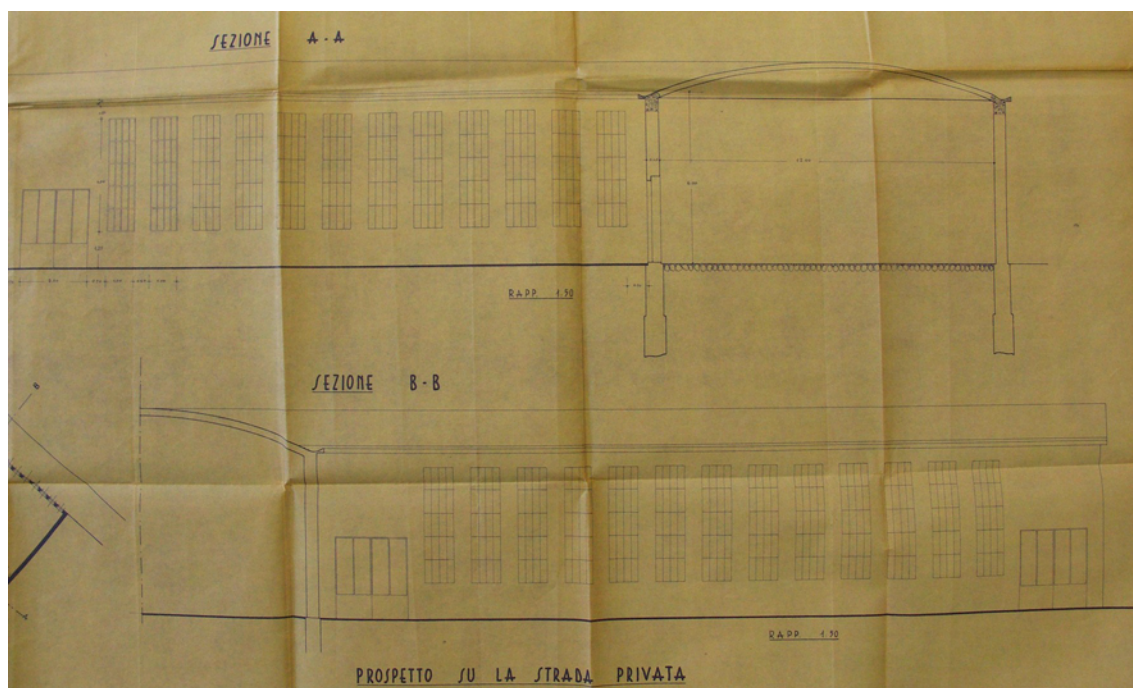 SEZIONE A-A
RAPP. 1.50
SEZIONE B-B
B
RAPP. 1.50
PROSPETTO SU LA STRADA PRIVATA